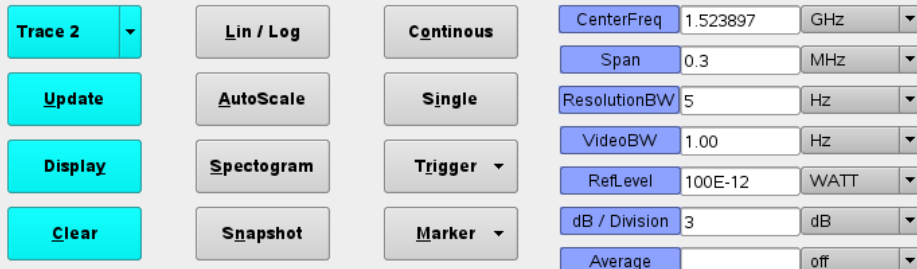 Trace 2 Lin / Log Continous CenterFreq 1.523897 GHz
Span 0.3 MHz
Update AutoScale Single ResolutionBW 5 Hz
VideoBW 1.00 Hz
Display Spectogram Trigger RefLevel 100E-12 WATT
Clear Snapshot Marker dB / Division 3 dB
Average off